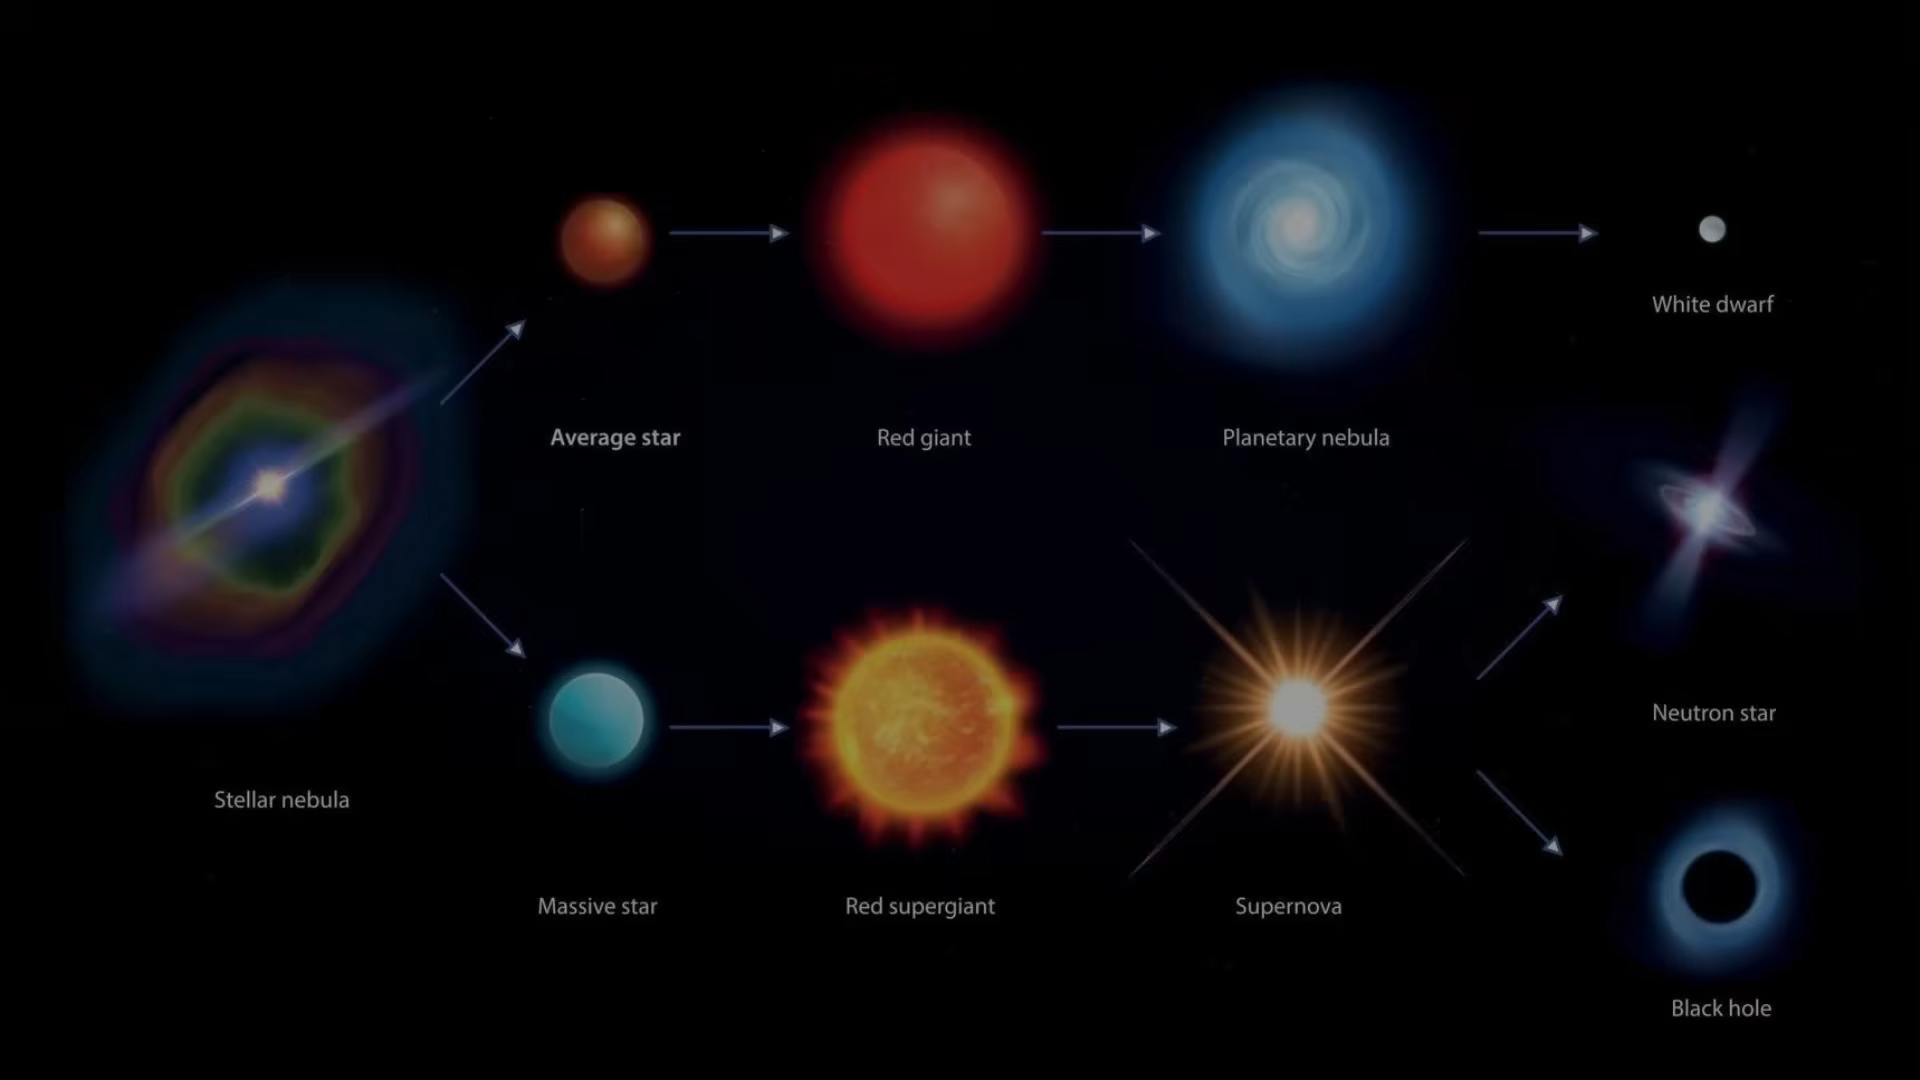 White dwarf
Average star
Red giant
Planetary nebula
Neutron star
Stellar nebula
Massive star
Red supergiant
Supernova
Black hole